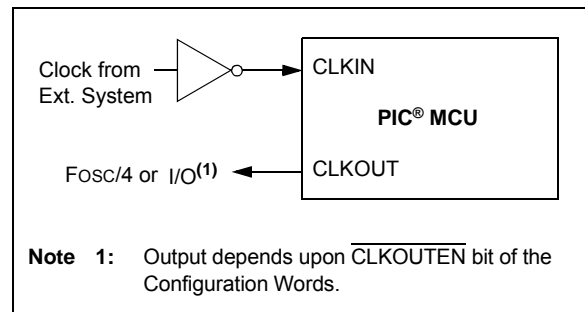 Clock from
Ext. System
CLKIN
PIC® MCU
FOSC/4 or I/O(1)
CLKOUT
Note 1: Output depends upon CLKOUTEN bit of the
Configuration Words.